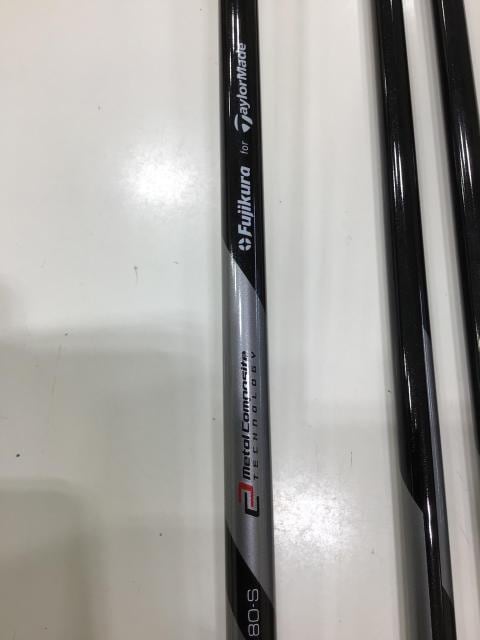 Fujikura for TaylorMade
Metal Composite
TECHNOLOGY
80-S